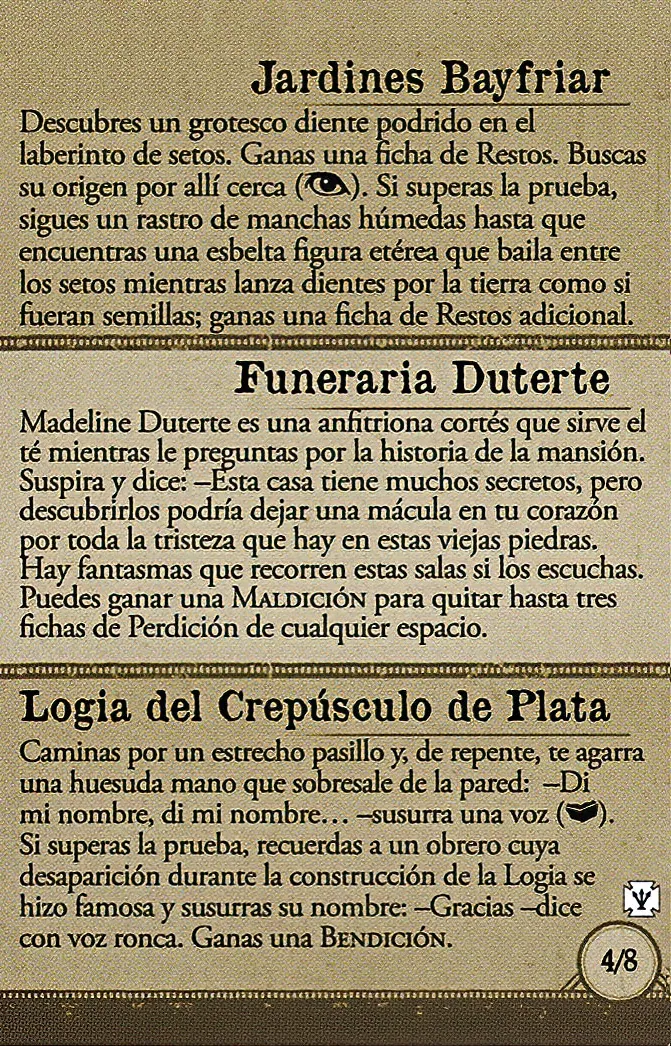 Jardines Bayfriar
Descubres un grotesco diente podrido en el
laberinto de setos. Ganas una ficha de Restos. Buscas
su origen por allí cerca ( ). Si superas la prueba,
sigues un rastro de manchas húmedas hasta que
encuentras una esbelta figura etérea que baila entre
los setos mientras lanza dientes por la tierra como si
fueran semillas; ganas una ficha de Restos adicional.
Funeraria Duterte
Madeline Duterte es una anfitriona cortés que sirve el
té mientras le preguntas por la historia de la mansión.
Suspira y dice: –Esta casa tiene muchos secretos, pero
descubrirlos podría dejar una mácula en tu corazón
por toda la tristeza que hay en estas viejas piedras.
Hay fantasmas que recorren estas salas si los escuchas.
Puedes ganar una MALDICIÓN para quitar hasta tres
fichas de Perdición de cualquier espacio.
Logia del Crepúsculo de Plata
Caminas por un estrecho pasillo y, de repente, te agarra
una huesuda mano que sobresale de la pared: –Di
mi nombre, di mi nombre… –susurra una voz ( ).
Si superas la prueba, recuerdas a un obrero cuya
desaparición durante la construcción de la Logia se
hizo famosa y susurras su nombre: –Gracias –dice
con voz ronca. Ganas una BENDICIÓN.
4/8